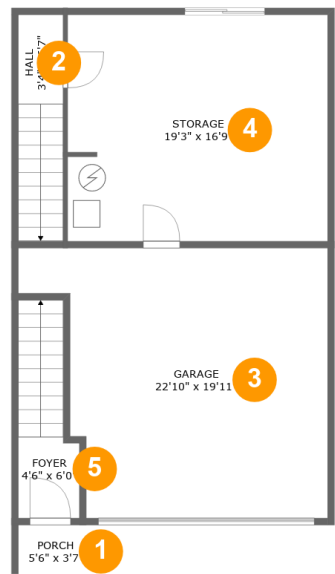 HALL
2
STORAGE
19'3" x 16'9
4
GARAGE
22'10" x 19'11
3
FOYER
4'6" x 6'0
5
PORCH
5'6" x 3'7
1